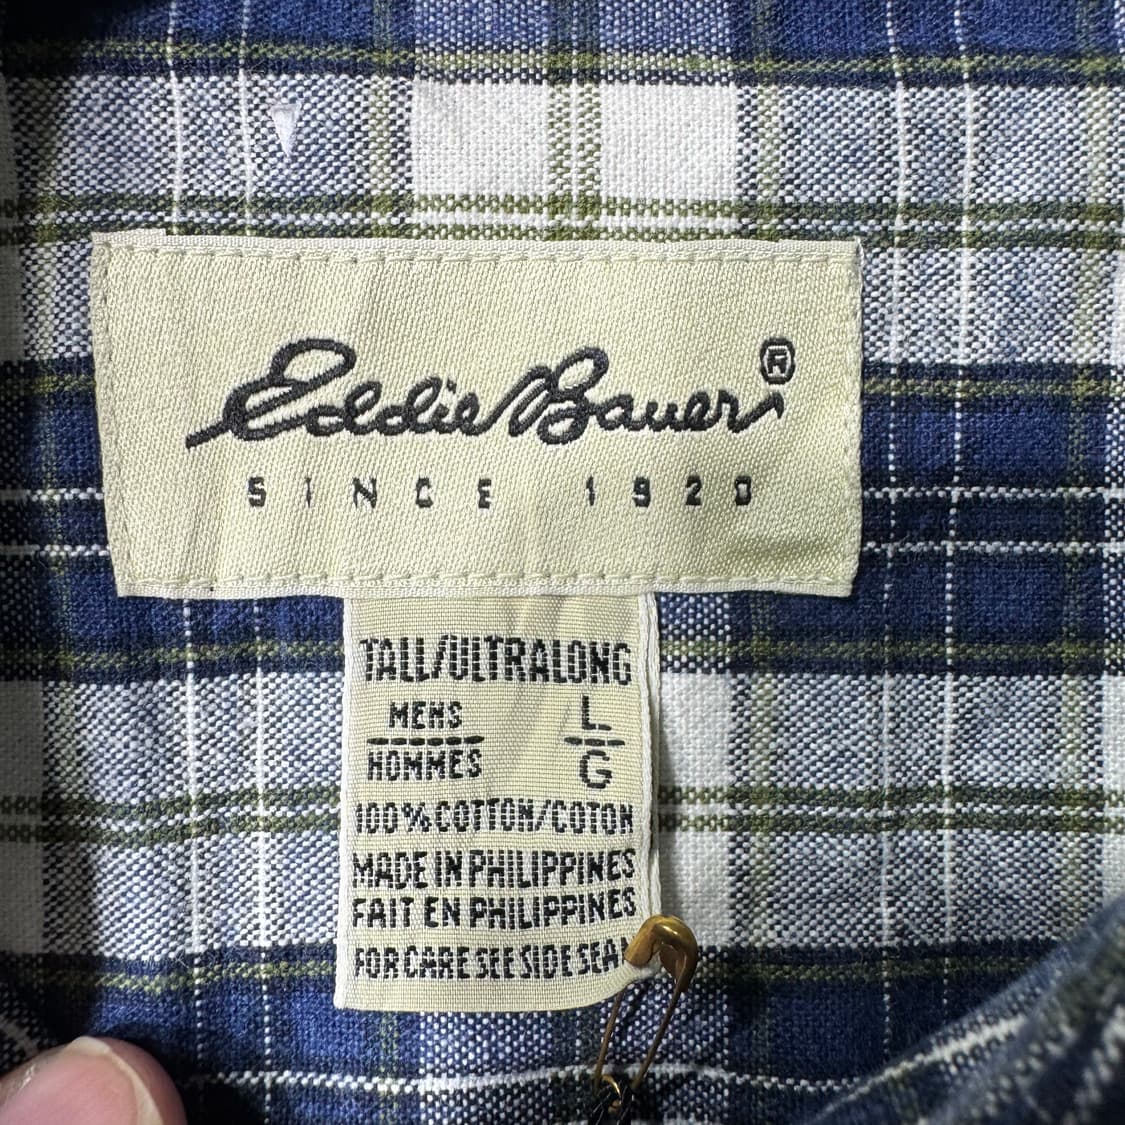 Eddie Bauer ®
SINCE 1920
TALL/ULTRALONG
MENS L
HOMMES G
100% COTTON/COTON
MADE IN PHILIPPINES
FAIT EN PHILIPPINES
FOR CARE SEE SIDE SEAM